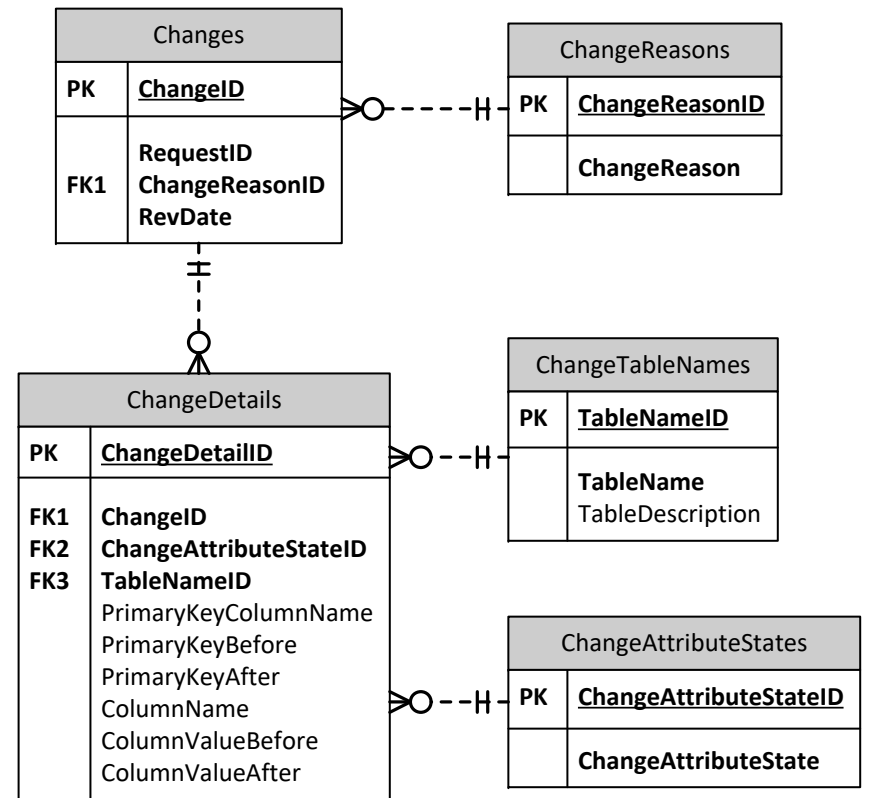 Changes
PK ChangeID
RequestID
FK1 ChangeReasonID
RevDate
ChangeReasons
PK ChangeReasonID
ChangeReason
ChangeDetails
PK ChangeDetailID
FK1 ChangeID
FK2 ChangeAttributeStateID
FK3 TableNameID
PrimaryKeyColumnName
PrimaryKeyBefore
PrimaryKeyAfter
ColumnName
ColumnValueBefore
ColumnValueAfter
ChangeTableNames
PK TableNameID
TableName
TableDescription
ChangeAttributeStates
PK ChangeAttributeStateID
ChangeAttributeState